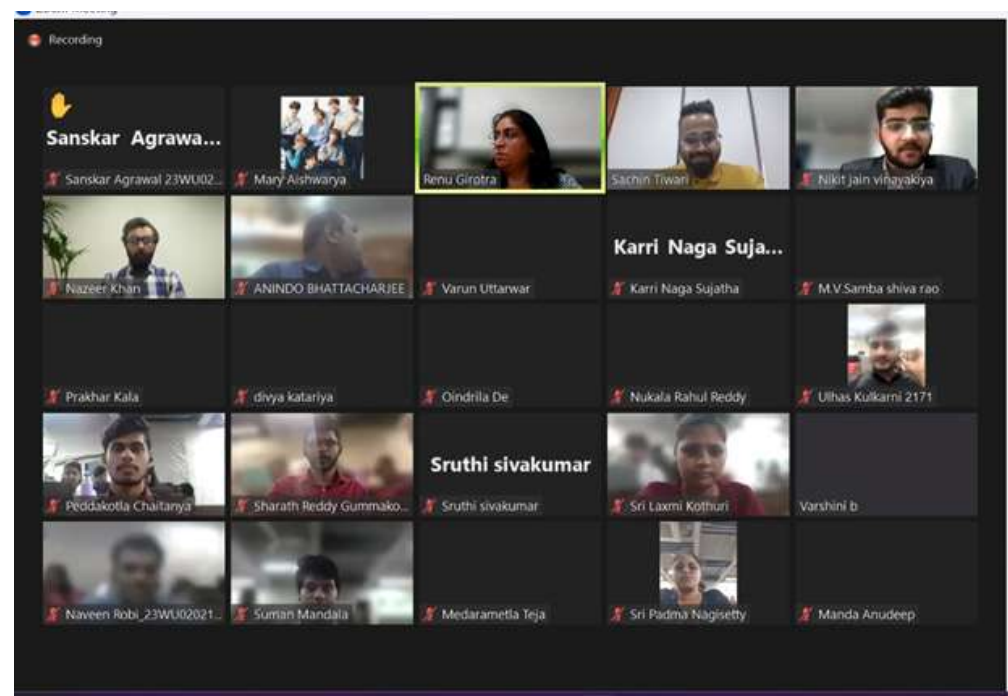 Recording
Sanskar Agrawa...
Sanskar Agrawal 23WU02...
Mary Aishwarya
Renu Girotra
Sachin Tiwari
Nikit jain vinayakiya
Nazeer Khan
ANINDO BHATTACHARJEE
Varun Uttarwar
Karri Naga Suja...
Karri Naga Sujatha
M.V.Samba shiva rao
Prakhar Kala
divya katariya
Oindrila De
Nukala Rahul Reddy
Ulhas Kulkarni 2171
Peddakotla Chaitanya
Sharath Reddy Gummako...
Sruthi sivakumar
Sruthi sivakumar
Sri Laxmi Kothuri
Varshini b
Naveen Robi_23WU02021...
Suman Mandala
Medarametla Teja
Sri Padma Nagisetty
Manda Anudeep